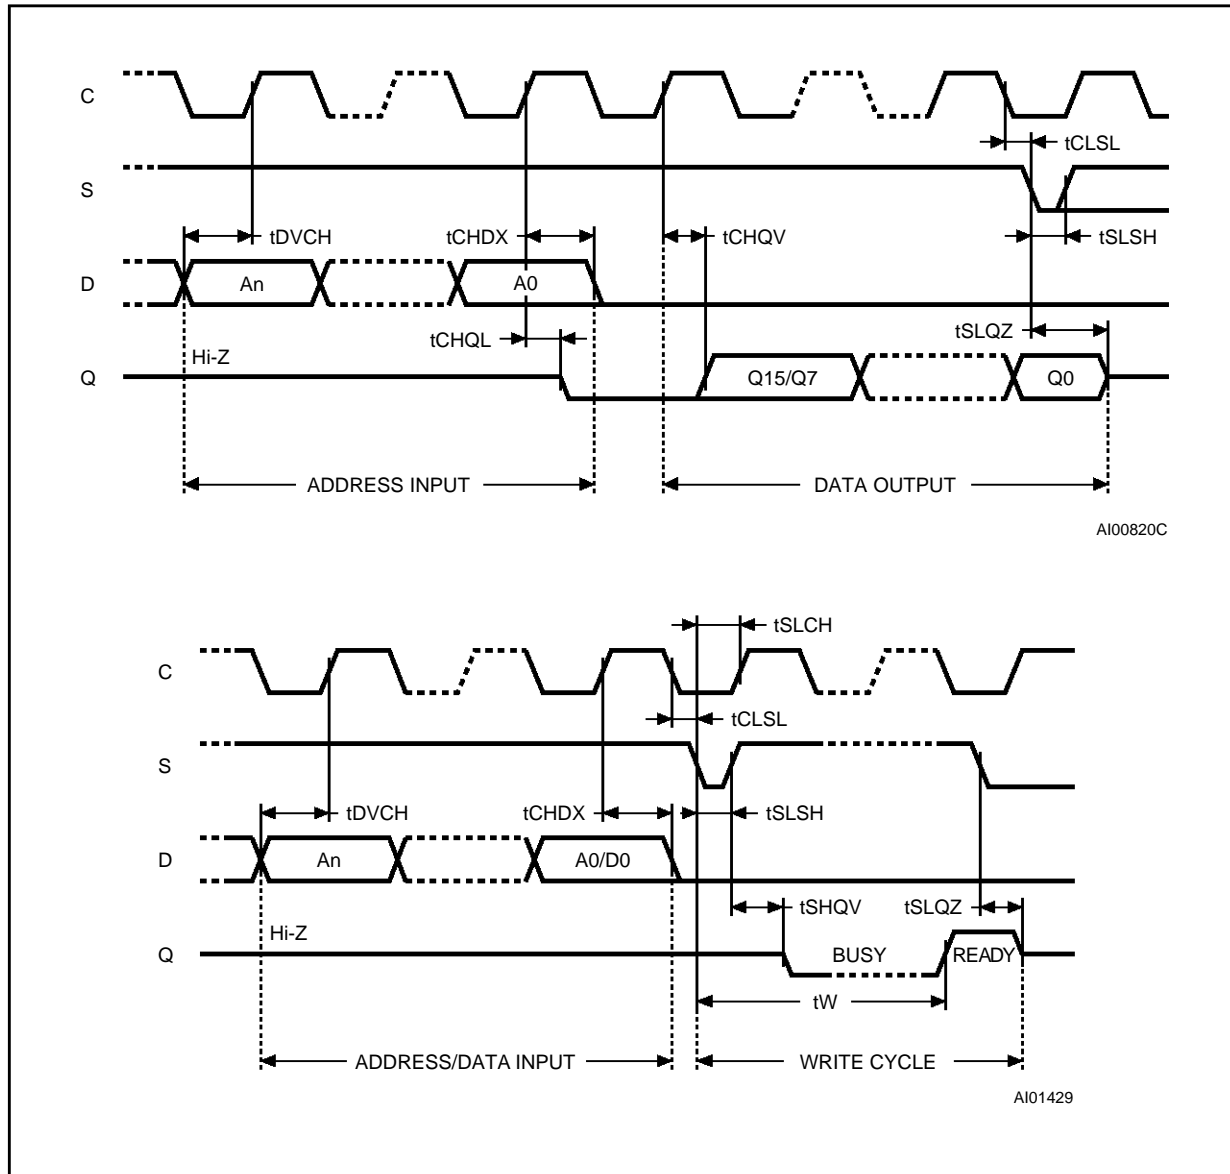 C
tCLSL
S
tDVCH
tCHDX
tCHQV
tSLSH
D
An
A0
tCHQL
tSLQZ
Hi-Z
Q
Q15/Q7
Q0
ADDRESS INPUT
DATA OUTPUT
AI00820C
tSLCH
C
tCLSL
S
tDVCH
tCHDX
tSLSH
D
An
A0/D0
tSHQV
tSLQZ
Hi-Z
Q
BUSY
READY
tW
ADDRESS/DATA INPUT
WRITE CYCLE
AI01429